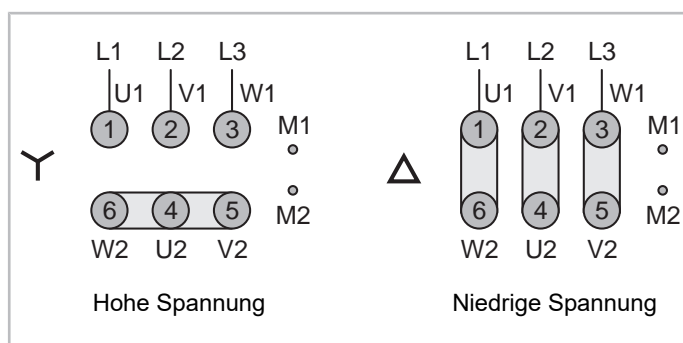 L1 L2 L3
U1 V1 W1
1 2 3 M1
6 4 5 M2
W2 U2 V2
Hohe Spannung
L1 L2 L3
U1 V1 W1
1 2 3 M1
6 4 5 M2
W2 U2 V2
Niedrige Spannung